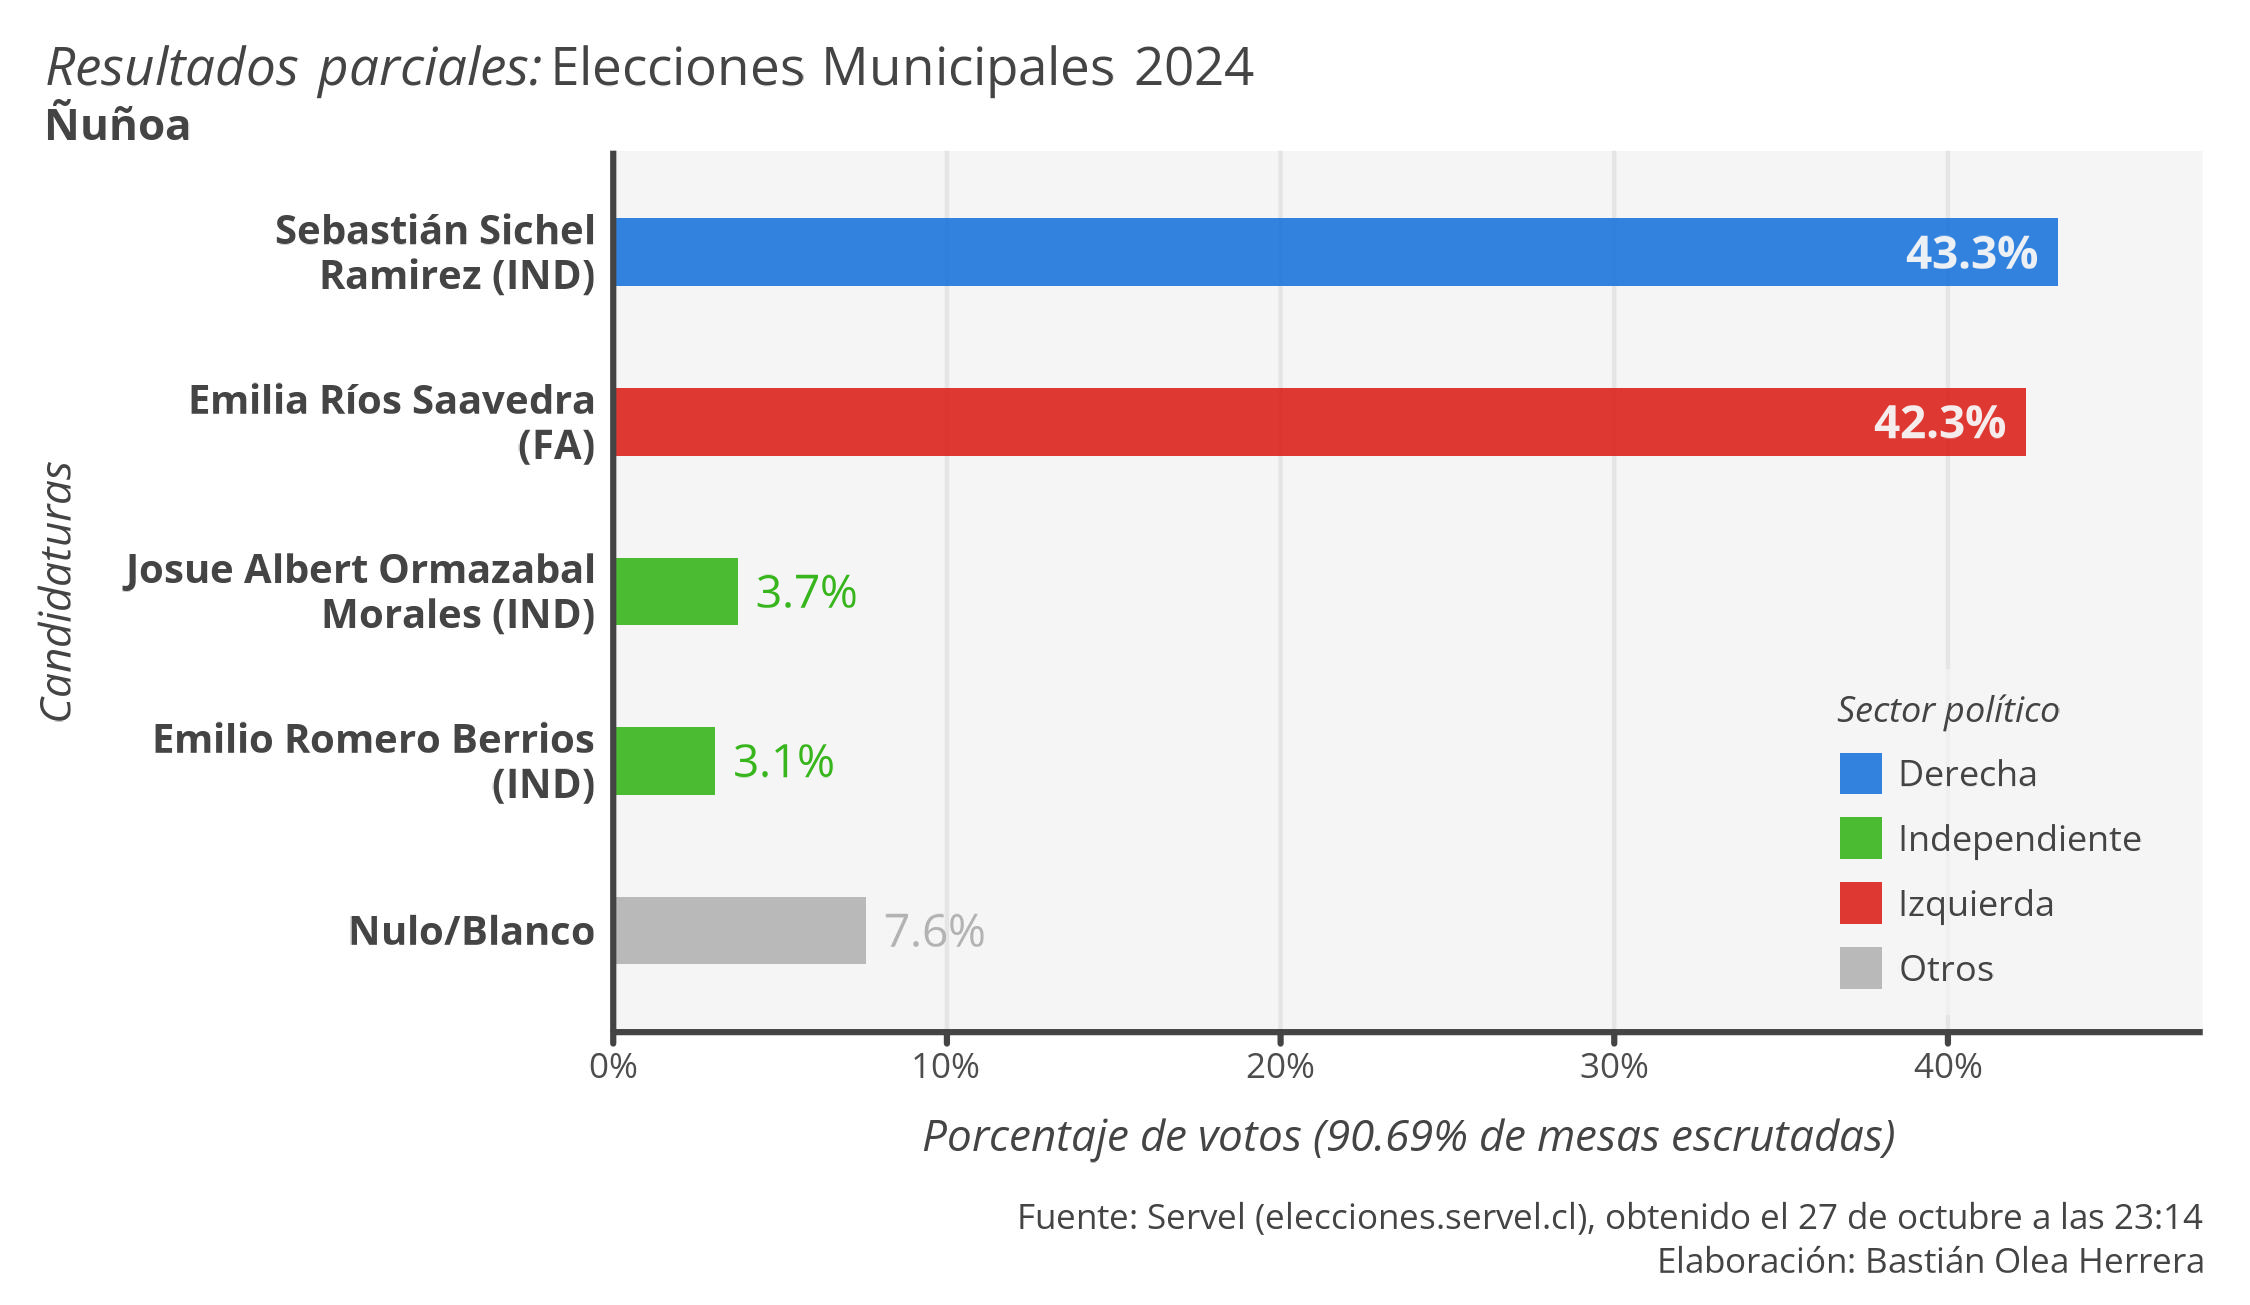 Resultados parciales: Elecciones Municipales 2024
Ñuñoa
Candidaturas
Sebastián Sichel
Ramirez (IND)
43.3%
Emilia Ríos Saavedra
(FA)
42.3%
Josue Albert Ormazabal
Morales (IND)
3.7%
Emilio Romero Berrios
(IND)
3.1%
Nulo/Blanco
7.6%
Sector político
Derecha
Independiente
Izquierda
Otros
0% 10% 20% 30% 40%
Porcentaje de votos (90.69% de mesas escrutadas)
Fuente: Servel (elecciones.servel.cl), obtenido el 27 de octubre a las 23:14
Elaboración: Bastián Olea Herrera